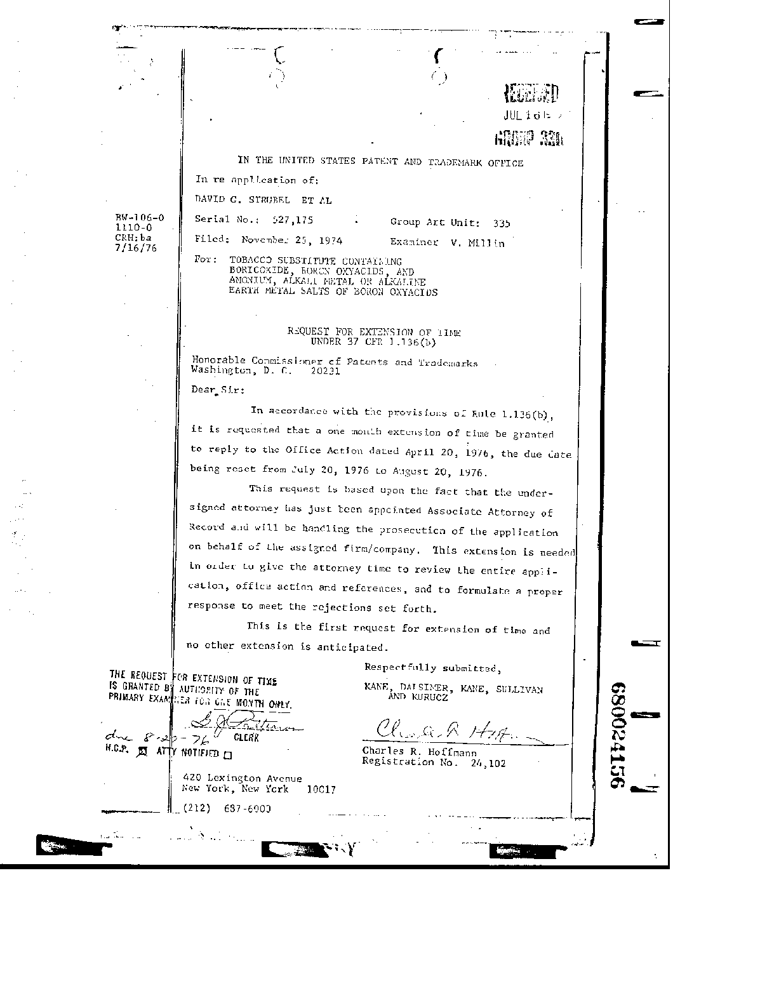 RECEIVED
JUL 16
GROUP
IN THE UNITED STATES PATENT AND TRADEMARK OFFICE
In re application of:
DAVID C. STRUBEL ET AL
Serial No.: 527,175 Group Art Unit: 335
Filed: November 25, 1974 Examiner V. Millin
BW-106-0
1110-0
CRH:ba
7/16/76
For: TOBACCO SUBSTITUTE CONTAINING
BORICOXIDE, BORON OXYACIDS, AND
AMONIUM, ALKALI METAL OR ALKALINE
EARTH METAL SALTS OF BORON OXYACIDS
REQUEST FOR EXTENSION OF TIME
UNDER 37 CFR 1.136(b)
Honorable Commissioner of Patents and Trademarks
Washington, D. C. 20231
Dear Sir:
In accordance with the provisions of Rule 1.136(b),
it is requested that a one month extension of time be granted
to reply to the Office Action dated April 20, 1976, the due date
being reset from July 20, 1976 to August 20, 1976.
This request is based upon the fact that the under-
signed attorney has just been appointed Associate Attorney of
Record and will be handling the prosecution of the application
on behalf of the assigned firm/company. This extension is needed
in order to give the attorney time to review the entire appli-
cation, office action and references, and to formulate a proper
response to meet the rejections set forth.
This is the first request for extension of time and
no other extension is anticipated.
Respectfully submitted,
KANE, DALSIMER, KANE, SULLIVAN
AND KURUCZ
Charles R. Hoffmann
Registration No. 24,102
THE REQUEST FOR EXTENSION OF TIME
IS GRANTED BY AUTHORITY OF THE
PRIMARY EXAMINER FOR ONE MONTH ONLY.
CLERK
due 8-20-76
H.C.P. ATTY NOTIFIED
420 Lexington Avenue
New York, New York 10017
(212) 687-6000
680024156